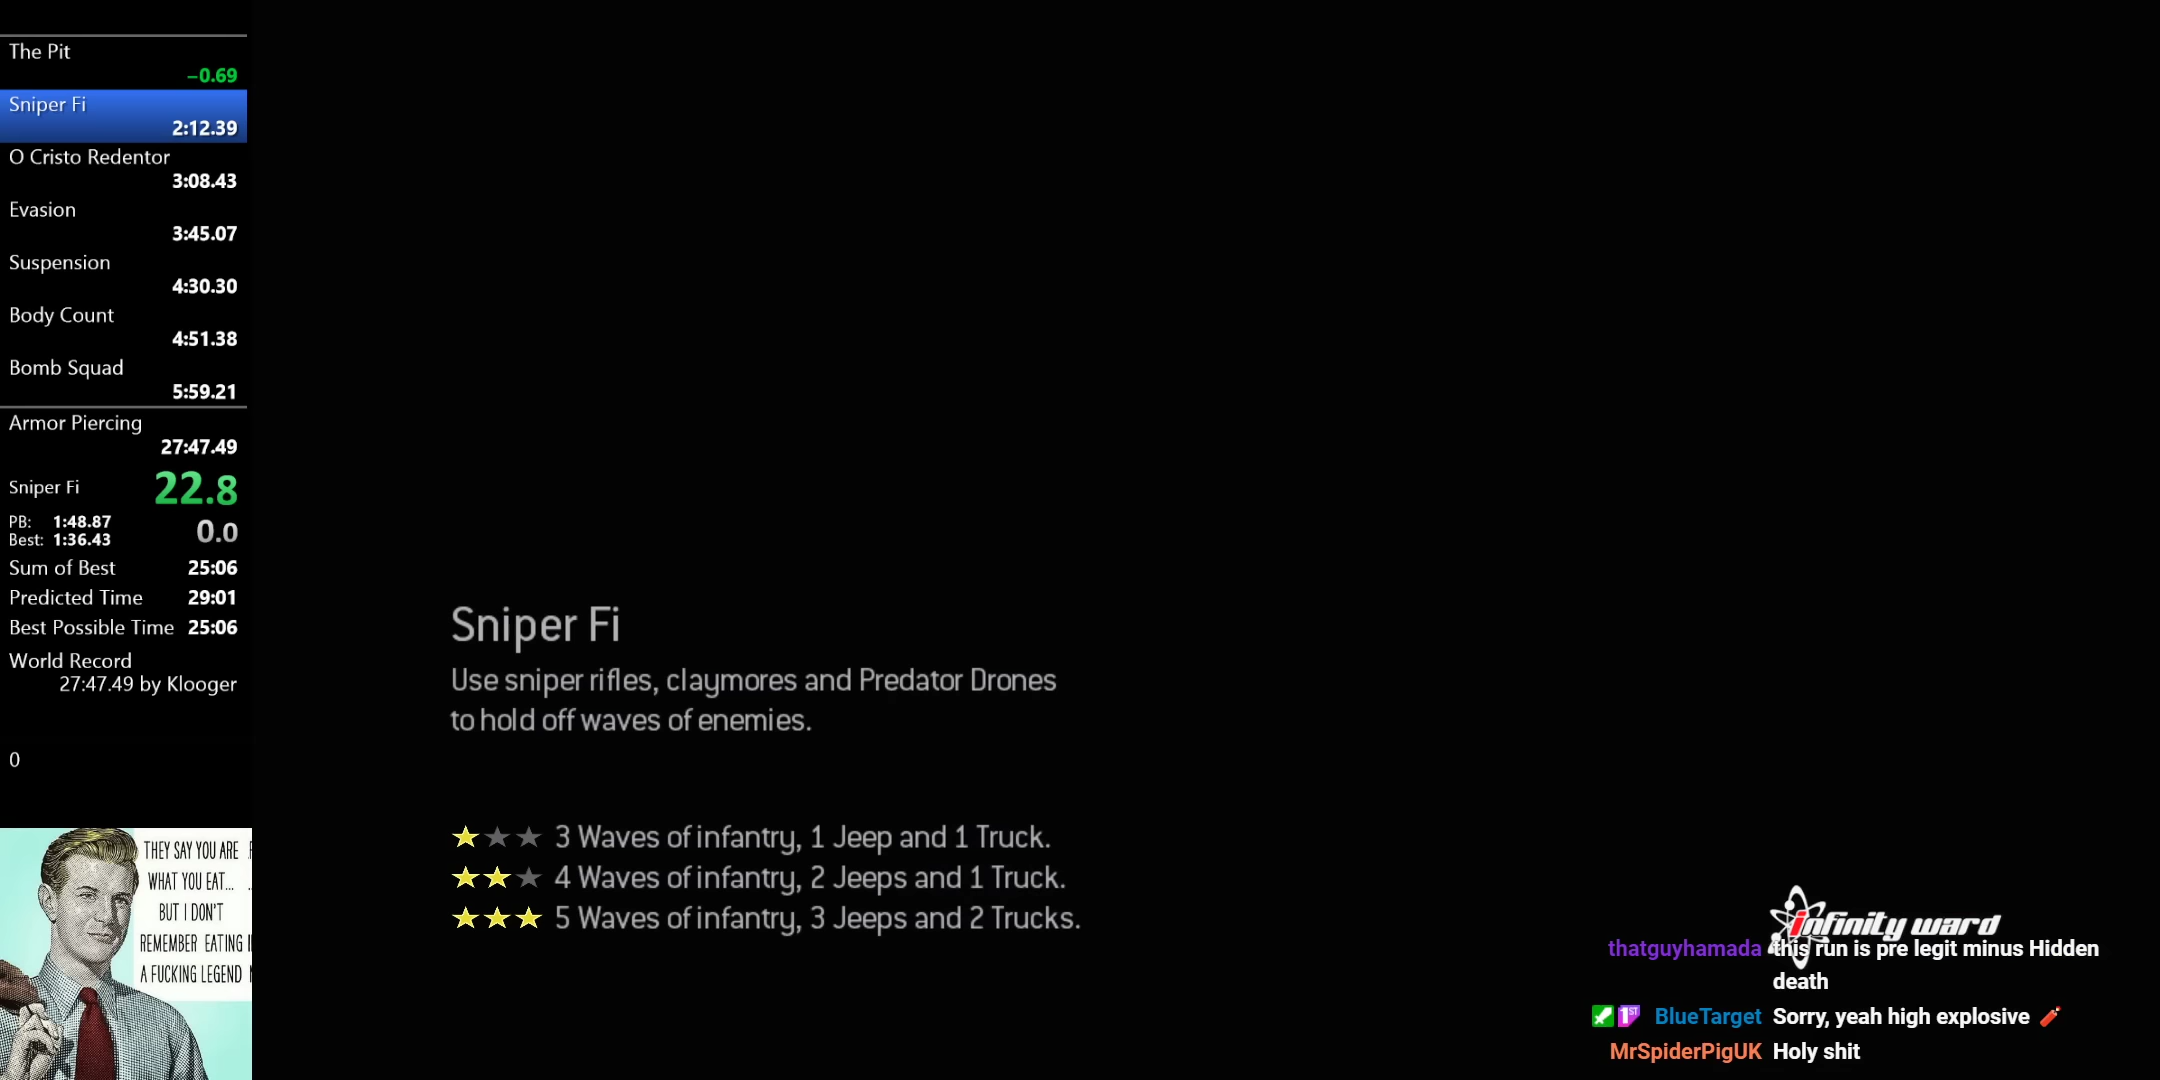 The Pit
−0.69
Sniper Fi
2:12.39
O Cristo Redentor
3:08.43
Evasion
3:45.07
Suspension
4:30.30
Body Count
4:51.38
Bomb Squad
5:59.21
Armor Piercing
27:47.49
Sniper Fi 22.8
PB: 1:48.87
Best: 1:36.43 0.0
Sum of Best 25:06
Predicted Time 29:01
Best Possible Time 25:06
World Record
27:47.49 by Klooger
0
THEY SAY YOU ARE
WHAT YOU EAT...
BUT I DON'T
REMEMBER EATING
A FUCKING LEGEND
Sniper Fi
Use sniper rifles, claymores and Predator Drones
to hold off waves of enemies.
3 Waves of infantry, 1 Jeep and 1 Truck.
4 Waves of infantry, 2 Jeeps and 1 Truck.
5 Waves of infantry, 3 Jeeps and 2 Trucks.
infinity ward
thatguyhamada this run is pre legit minus Hidden
death
1ST BlueTarget Sorry, yeah high explosive
MrSpiderPigUK Holy shit